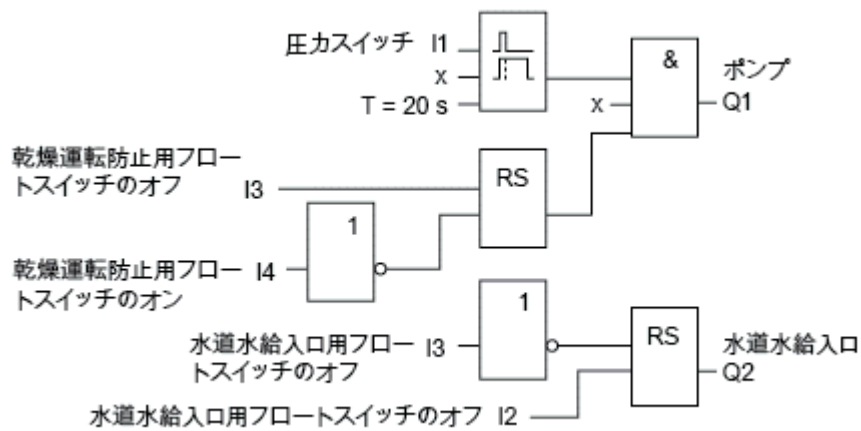 圧力スイッチ I1
x
T = 20 s
&
x
ポンプ
Q1
乾燥運転防止用フロー
トスイッチのオフ I3
RS
1
乾燥運転防止用フロー
トスイッチのオン I4
1
水道水給入口用フロー
トスイッチのオフ I3
RS
水道水給入口
Q2
水道水給入口用フロートスイッチのオフ I2